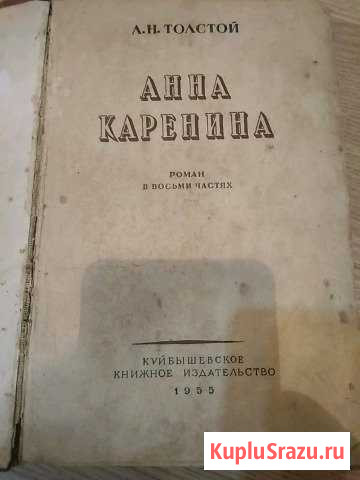 Л. Н. ТОЛСТОЙ
АННА
КАРЕНИНА
РОМАН
В ВОСЬМИ ЧАСТЯХ
КУЙБЫШЕВСКОЕ
КНИЖНОЕ ИЗДАТЕЛЬСТВО
1955
KupluSrazu.ru